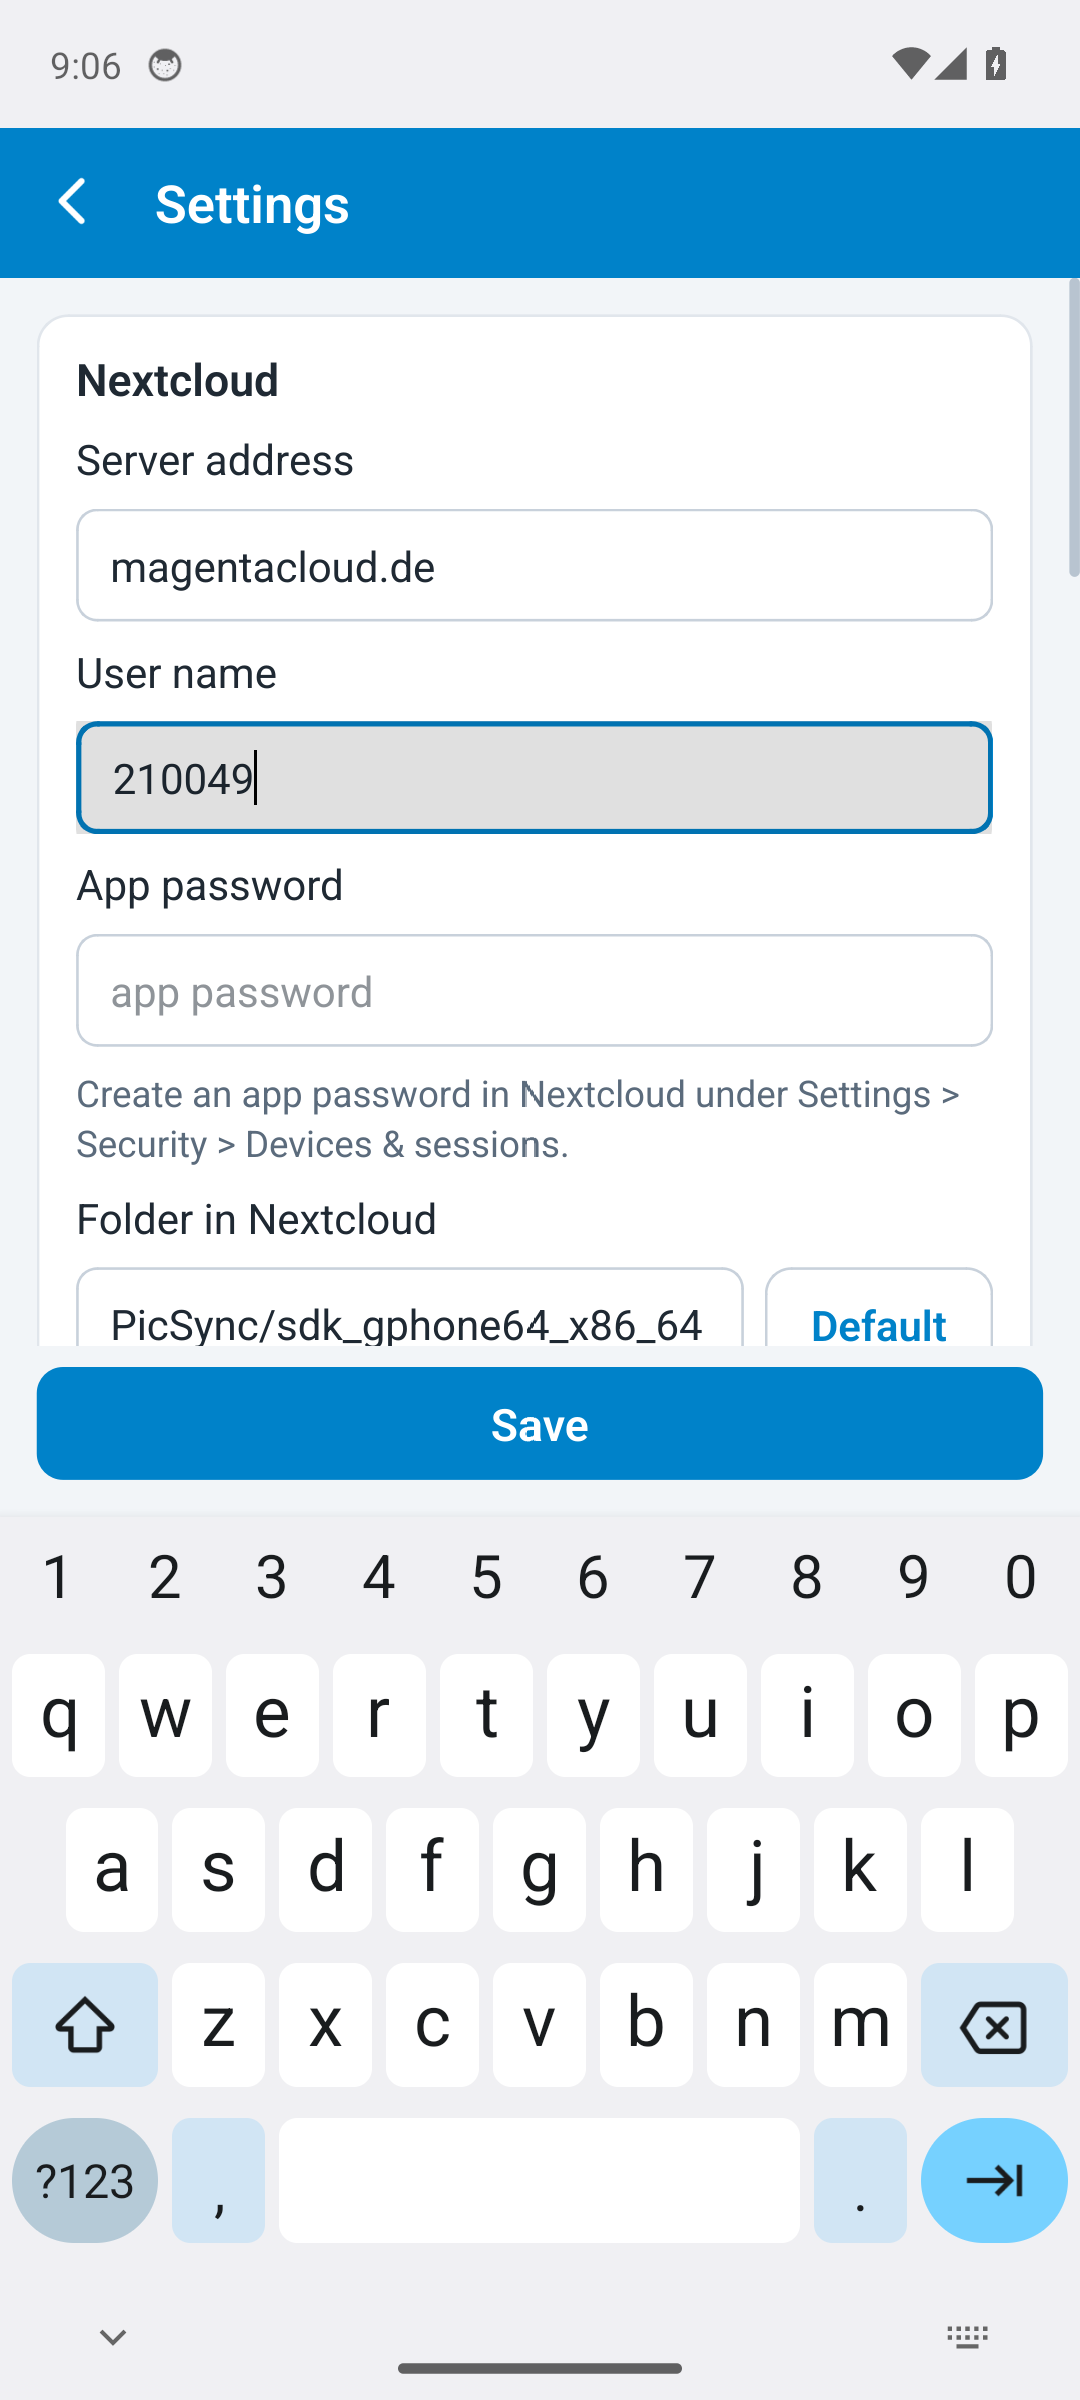 9:06
Settings
Nextcloud
Server address
magentacloud.de
User name
210049
App password
app password
Create an app password in Nextcloud under Settings >
Security > Devices & sessions.
Folder in Nextcloud
PicSync/sdk_gphone64_x86_64 Default
Save
1 2 3 4 5 6 7 8 9 0
q w e r t y u i o p
a s d f g h j k l
z x c v b n m
?123 , .